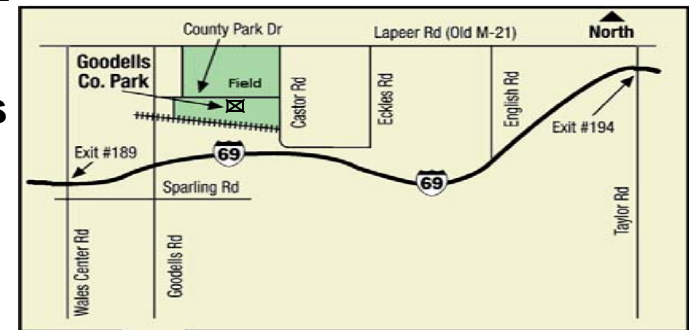 County Park Dr
Lapeer Rd (Old M-21)
North
Goodells
Co. Park
Field
Castor Rd
Eckles Rd
English Rd
Exit #194
Exit #189
69
69
Sparling Rd
Wales Center Rd
Goodells Rd
Taylor Rd
s